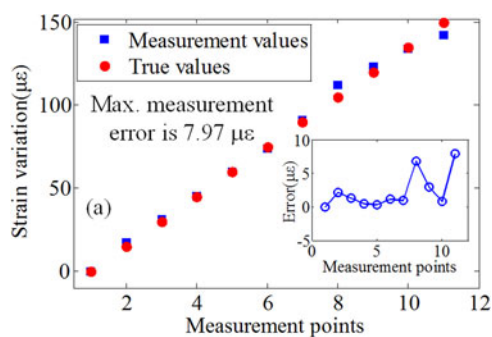 150
100
50
0
Strain variation(με)
Measurement values
True values
Max. measurement
error is 7.97 με
(a)
10
5
0
-5
Error(με)
0 5 10
Measurement points
2 4 6 8 10 12
Measurement points